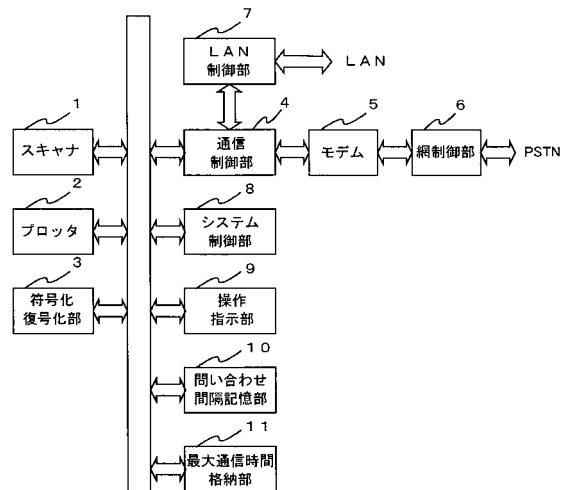 7
LAN
制御部
LAN
1
スキャナ
4
通信
制御部
5
モデム
6
網制御部
PSTN
2
プロッタ
8
システム
制御部
3
符号化
復号化部
9
操作
指示部
10
問い合わせ
間隔記憶部
11
最大通信時間
格納部